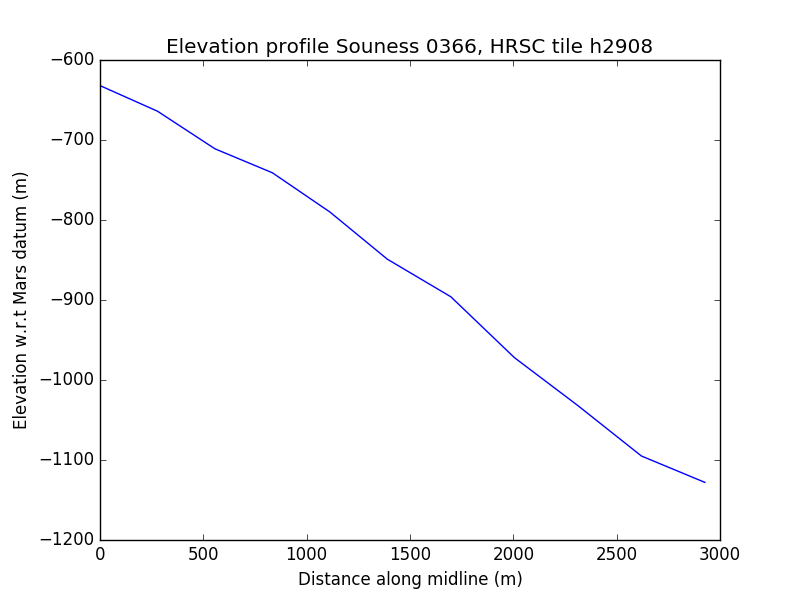 Elevation profile Souness 0366, HRSC tile h2908
−600
−700
−800
−900
−1000
−1100
−1200
Elevation w.r.t Mars datum (m)
0 500 1000 1500 2000 2500 3000
Distance along midline (m)